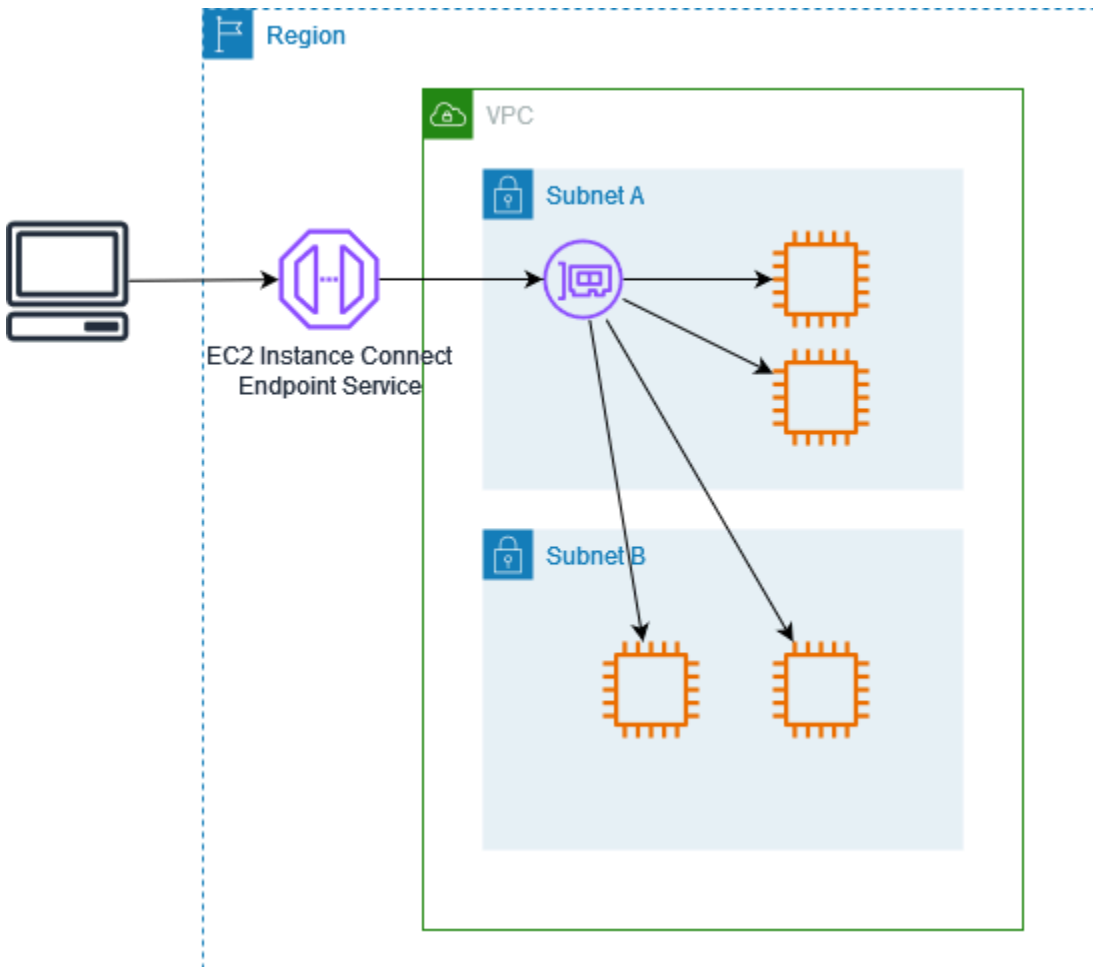 Region
VPC
Subnet A
EC2 Instance Connect
Endpoint Service
Subnet B